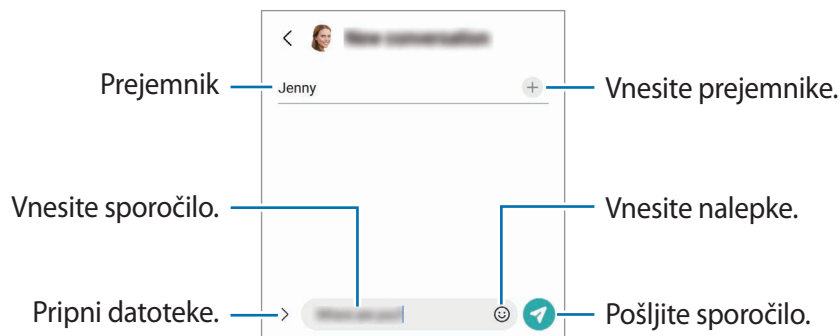 Prejemnik
Jenny
Vnesite prejemnike.
Vnesite sporočilo.
Vnesite nalepke.
Pripni datoteke.
Pošljite sporočilo.